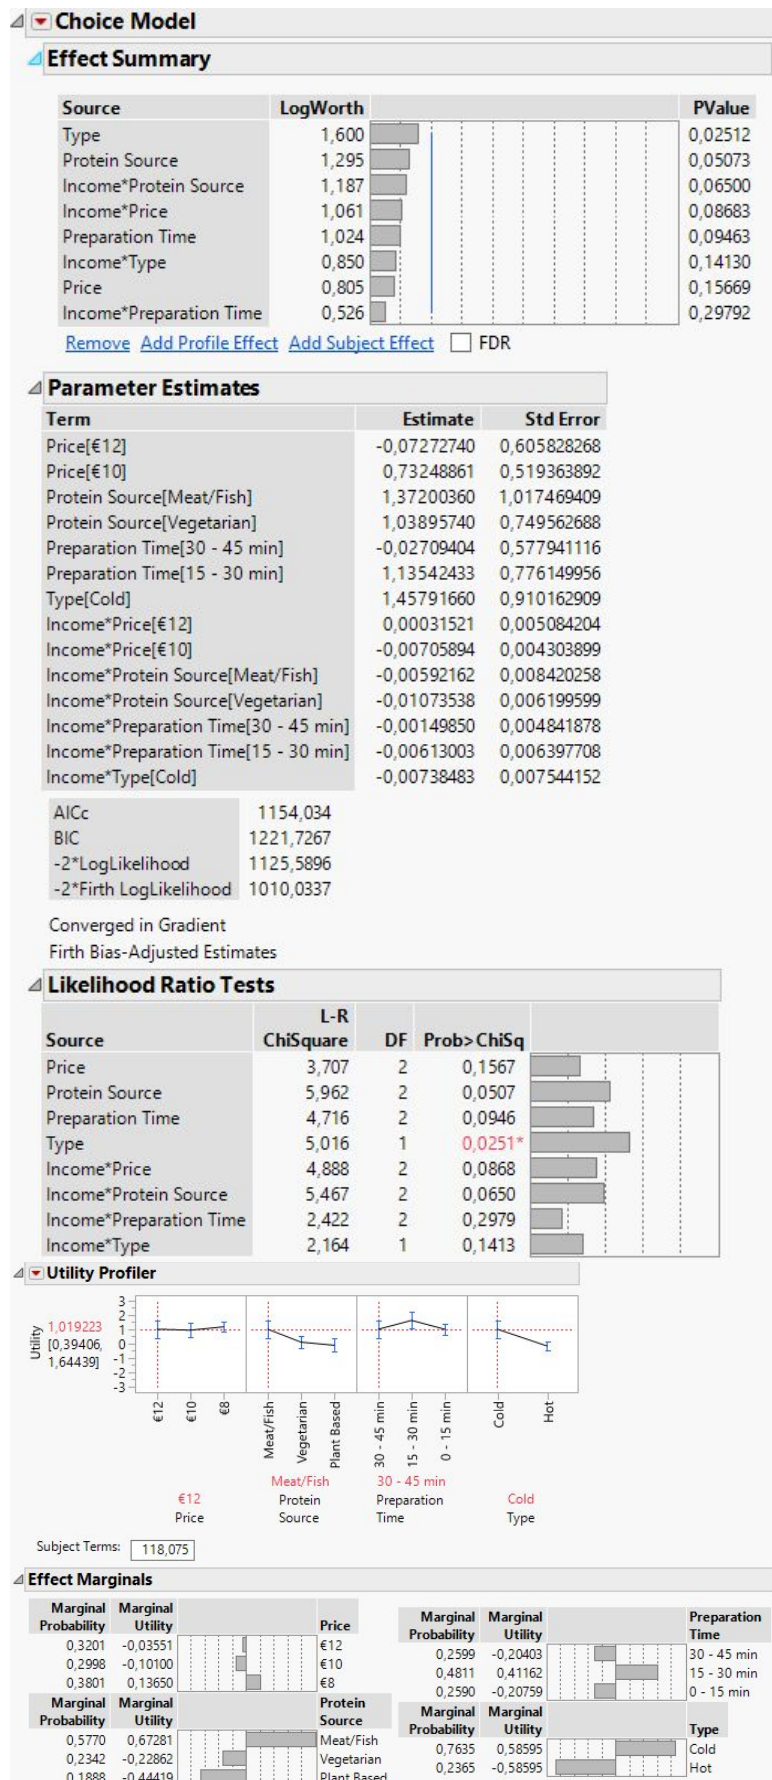 Choice Model
Effect Summary
Source LogWorth PValue
Type 1,600 0,02512
Protein Source 1,295 0,05073
Income*Protein Source 1,187 0,06500
Income*Price 1,061 0,08683
Preparation Time 1,024 0,09463
Income*Type 0,850 0,14130
Price 0,805 0,15669
Income*Preparation Time 0,526 0,29792
Remove Add Profile Effect Add Subject Effect FDR
Parameter Estimates
Term Estimate Std Error
Price[€12] -0,07272740 0,605828268
Price[€10] 0,73248861 0,519363892
Protein Source[Meat/Fish] 1,37200360 1,017469409
Protein Source[Vegetarian] 1,03895740 0,749562688
Preparation Time[30 - 45 min] -0,02709404 0,577941116
Preparation Time[15 - 30 min] 1,13542433 0,776149956
Type[Cold] 1,45791660 0,910162909
Income*Price[€12] 0,00031521 0,005084204
Income*Price[€10] -0,00705894 0,004303899
Income*Protein Source[Meat/Fish] -0,00592162 0,008420258
Income*Protein Source[Vegetarian] -0,01073538 0,006199599
Income*Preparation Time[30 - 45 min] -0,00149850 0,004841878
Income*Preparation Time[15 - 30 min] -0,00613003 0,006397708
Income*Type[Cold] -0,00738483 0,007544152
AICc 1154,034
BIC 1221,7267
-2*LogLikelihood 1125,5896
-2*Firth LogLikelihood 1010,0337
Converged in Gradient
Firth Bias-Adjusted Estimates
Likelihood Ratio Tests
L-R
Source ChiSquare DF Prob>ChiSq
Price 3,707 2 0,1567
Protein Source 5,962 2 0,0507
Preparation Time 4,716 2 0,0946
Type 5,016 1 0,0251*
Income*Price 4,888 2 0,0868
Income*Protein Source 5,467 2 0,0650
Income*Preparation Time 2,422 2 0,2979
Income*Type 2,164 1 0,1413
Utility Profiler
Utility
1,019223
[0,39406,
1,64439]
3
2
1
0
-1
-2
-3
€12 €10 €8
Meat/Fish Vegetarian Plant Based
30 - 45 min 15 - 30 min 0 - 15 min
Cold Hot
Meat/Fish 30 - 45 min
€12 Protein Preparation Cold
Price Source Time Type
Subject Terms: 118,075
Effect Marginals
Marginal Marginal
Probability Utility Price
0,3201 -0,03551 €12
0,2998 -0,10100 €10
0,3801 0,13650 €8
Marginal Marginal Protein
Probability Utility Source
0,5770 0,67281 Meat/Fish
0,2342 -0,22862 Vegetarian
0,1888 -0,44419 Plant Based
Marginal Marginal Preparation
Probability Utility Time
0,2599 -0,20403 30 - 45 min
0,4811 0,41162 15 - 30 min
0,2590 -0,20759 0 - 15 min
Marginal Marginal
Probability Utility Type
0,7635 0,58595 Cold
0,2365 -0,58595 Hot